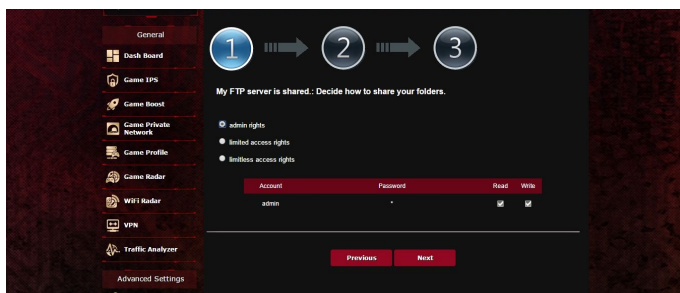 General
Dash Board
Game IPS
Game Boost
Game Private
Network
Game Profile
Game Radar
WiFi Radar
VPN
Traffic Analyzer
Advanced Settings
1
2
3
My FTP server is shared.: Decide how to share your folders.
admin rights
limited access rights
limitless access rights
Account Password Read Write
admin *
Previous Next